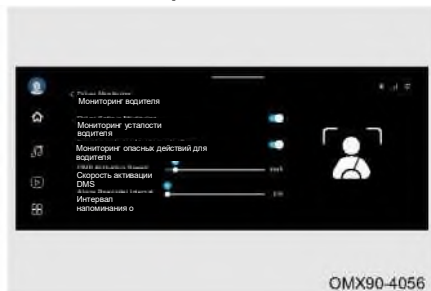 Мониторинг водителя
Мониторинг усталости
водителя
Мониторинг опасных действий для
водителя
Скорость активации
DMS
Интервал
напоминания о
OMX90-4056